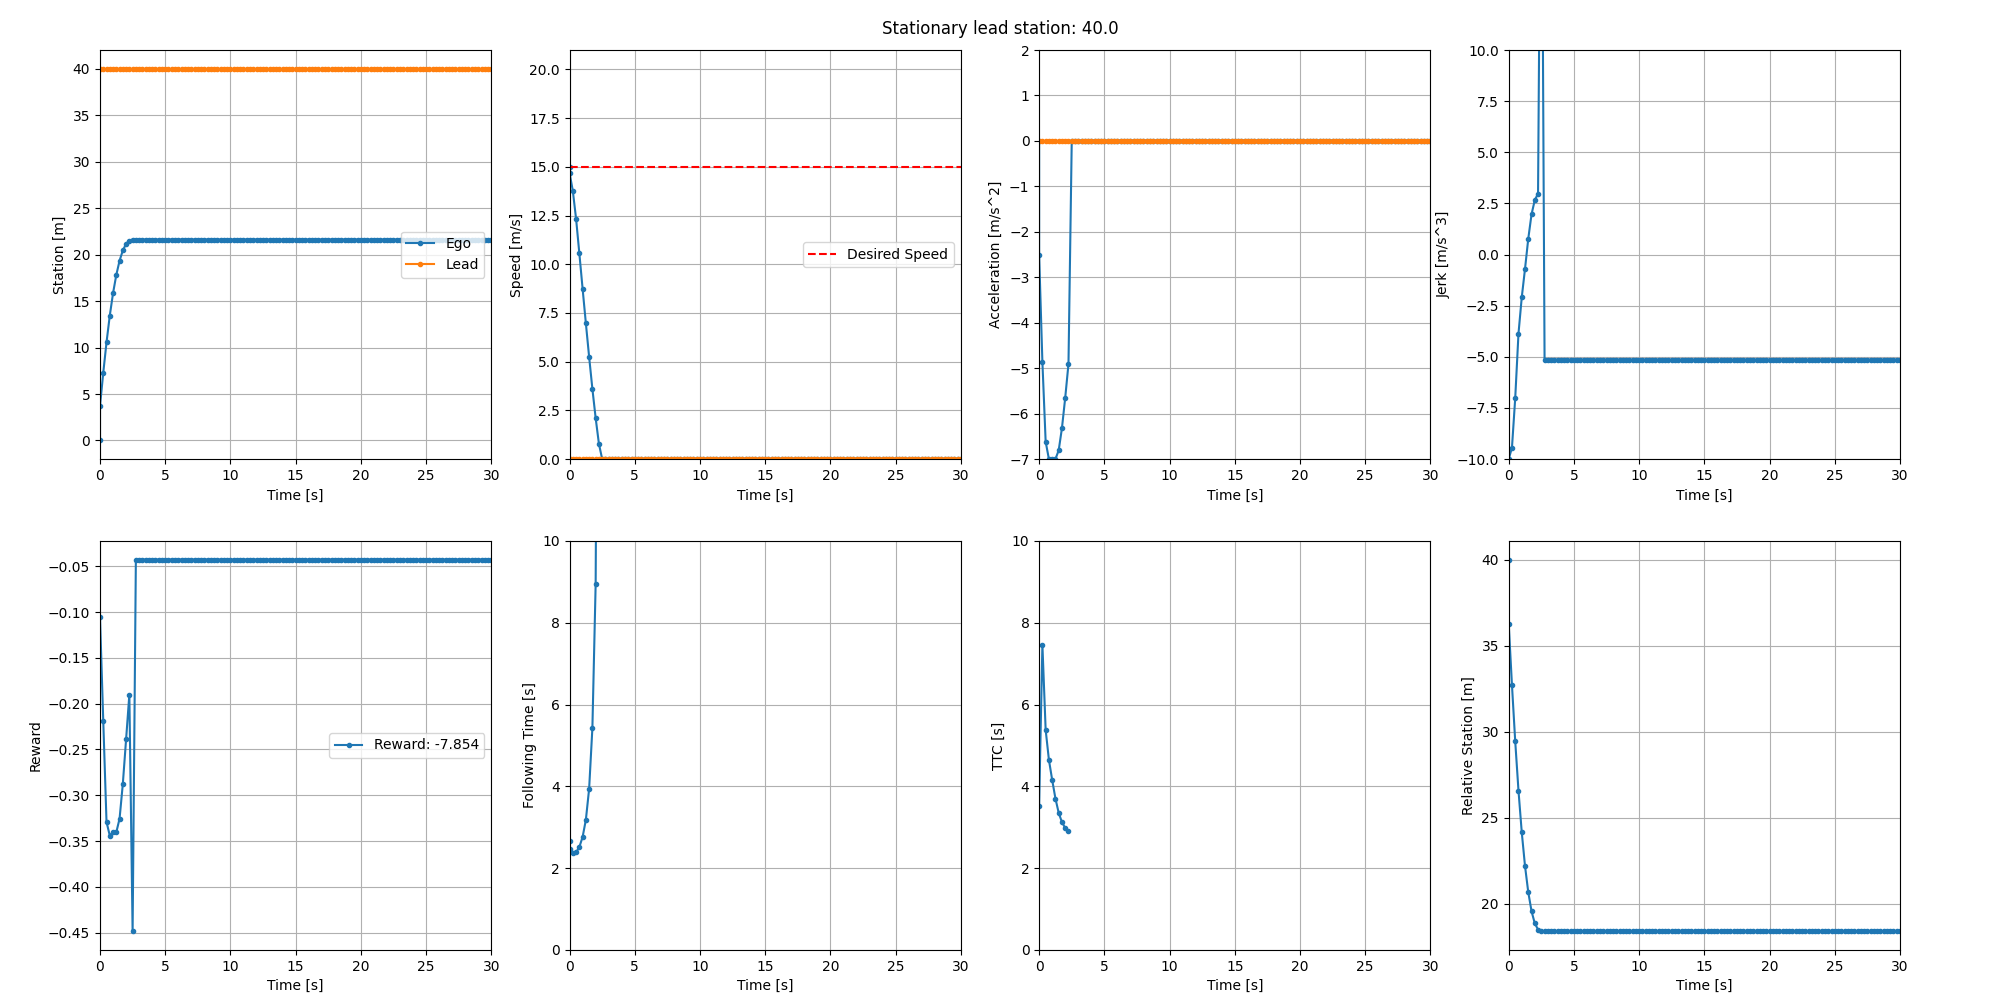 Stationary lead station: 40.0
Station [m]
40
35
30
25
20
15
10
5
0
Ego
Lead
0 5 10 15 20 25 30
Time [s]
Speed [m/s]
20.0
17.5
15.0
12.5
10.0
7.5
5.0
2.5
0.0
Desired Speed
0 5 10 15 20 25 30
Time [s]
Acceleration [m/s^2]
2
1
0
−1
−2
−3
−4
−5
−6
−7
0 5 10 15 20 25 30
Time [s]
Jerk [m/s^3]
10.0
7.5
5.0
2.5
0.0
−2.5
−5.0
−7.5
−10.0
0 5 10 15 20 25 30
Time [s]
Reward
−0.05
−0.10
−0.15
−0.20
−0.25
−0.30
−0.35
−0.40
−0.45
Reward: -7.854
0 5 10 15 20 25 30
Time [s]
Following Time [s]
10
8
6
4
2
0
0 5 10 15 20 25 30
Time [s]
TTC [s]
10
8
6
4
2
0
0 5 10 15 20 25 30
Time [s]
Relative Station [m]
40
35
30
25
20
0 5 10 15 20 25 30
Time [s]